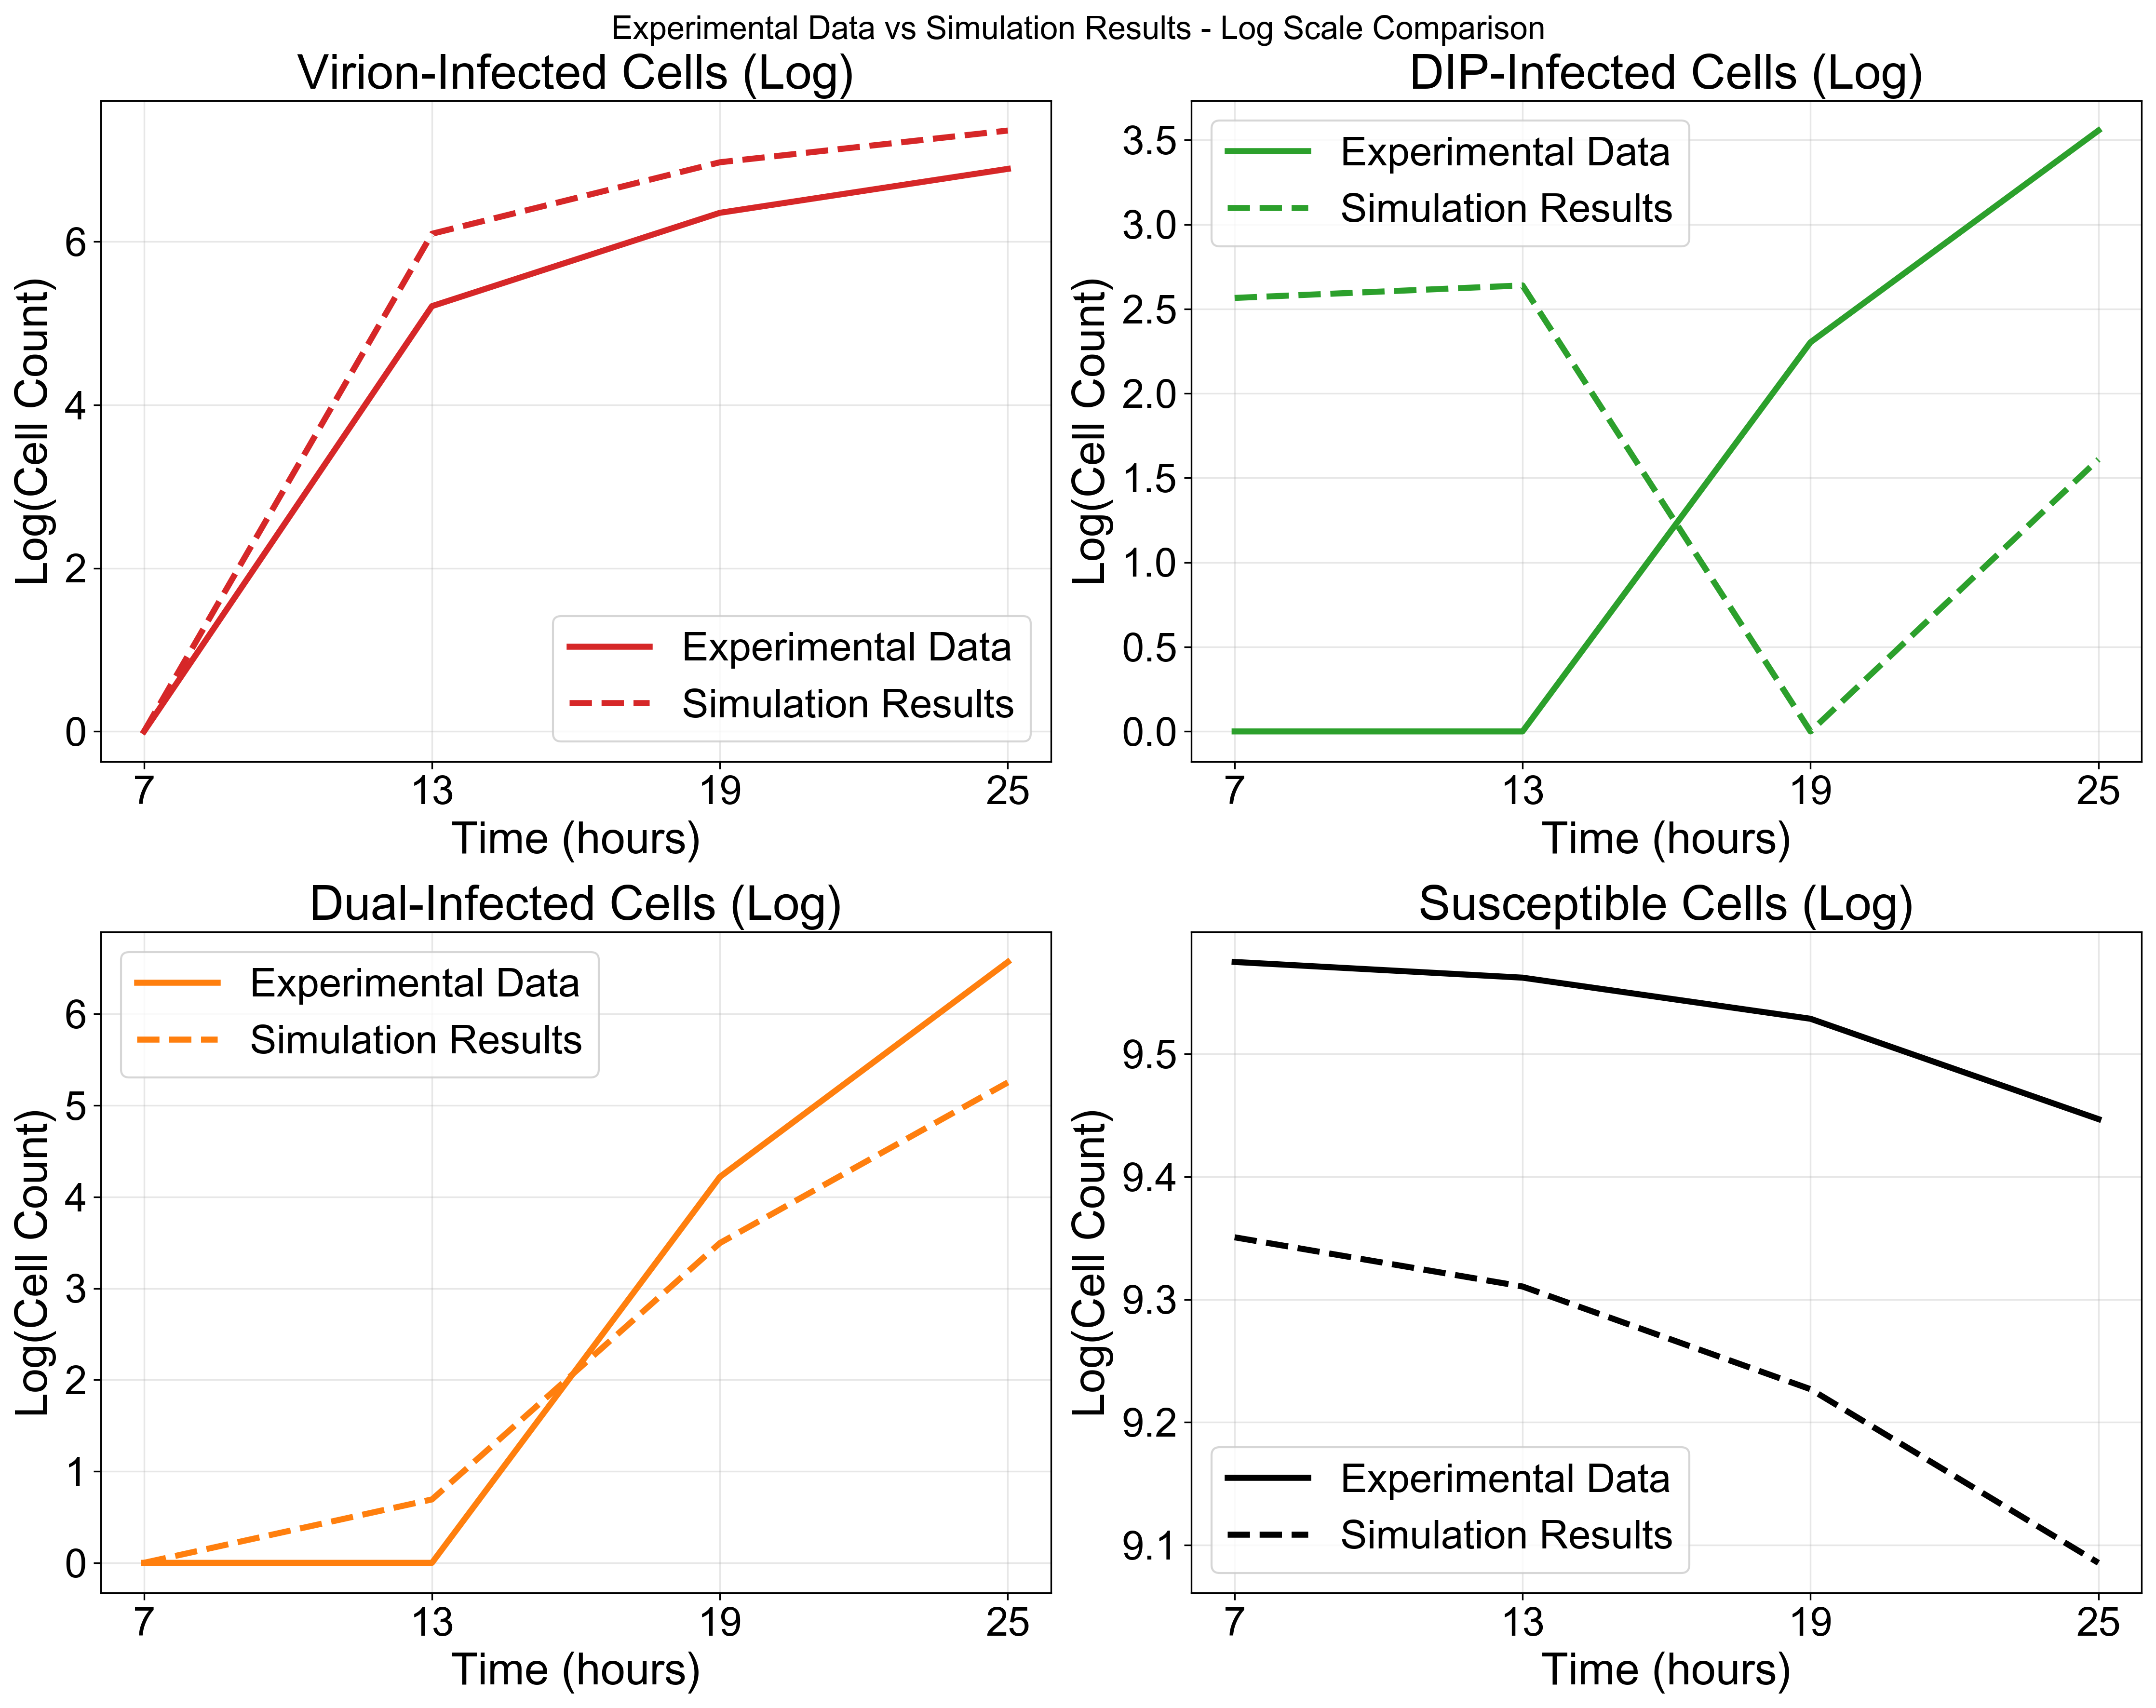 Experimental Data vs Simulation Results - Log Scale Comparison
Virion-Infected Cells (Log)
Log(Cell Count)
6
4
2
0
Experimental Data
Simulation Results
7 13 19 25
Time (hours)
DIP-Infected Cells (Log)
Log(Cell Count)
3.5
3.0
2.5
2.0
1.5
1.0
0.5
0.0
Experimental Data
Simulation Results
7 13 19 25
Time (hours)
Dual-Infected Cells (Log)
Log(Cell Count)
6
5
4
3
2
1
0
Experimental Data
Simulation Results
7 13 19 25
Time (hours)
Susceptible Cells (Log)
Log(Cell Count)
9.5
9.4
9.3
9.2
9.1
Experimental Data
Simulation Results
7 13 19 25
Time (hours)